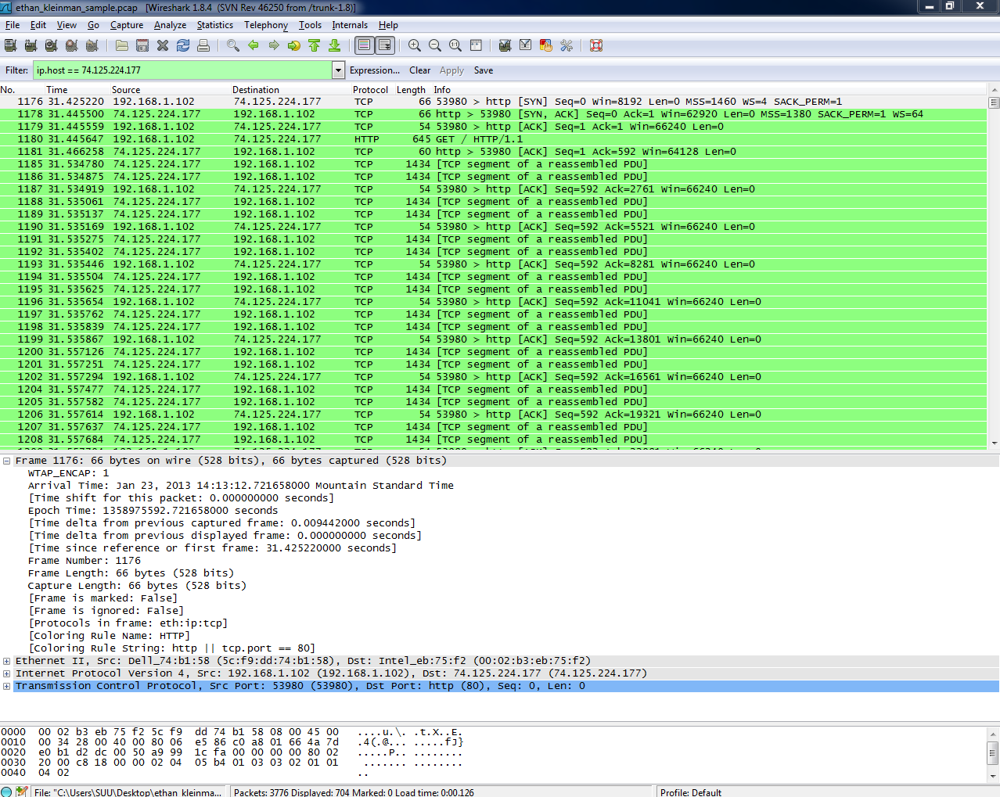 ethan_kleinman_sample.pcap [Wireshark 1.8.4 (SVN Rev 46250 from /trunk-1.8)]
File Edit View Go Capture Analyze Statistics Telephony Tools Internals Help
Filter: ip.host == 74.125.224.177 Expression... Clear Apply Save
No. Time Source Destination Protocol Length Info
1176 31.425220 192.168.1.102 74.125.224.177 TCP 66 53980 > http [SYN] Seq=0 Win=8192 Len=0 MSS=1460 WS=4 SACK_PERM=1
1178 31.445500 74.125.224.177 192.168.1.102 TCP 66 http > 53980 [SYN, ACK] Seq=0 Ack=1 Win=62920 Len=0 MSS=1380 SACK_PERM=1 WS=64
1179 31.445559 192.168.1.102 74.125.224.177 TCP 54 53980 > http [ACK] Seq=1 Ack=1 Win=66240 Len=0
1180 31.445647 192.168.1.102 74.125.224.177 HTTP 645 GET / HTTP/1.1
1181 31.466258 74.125.224.177 192.168.1.102 TCP 60 http > 53980 [ACK] Seq=1 Ack=592 Win=64128 Len=0
1185 31.534780 74.125.224.177 192.168.1.102 TCP 1434 [TCP segment of a reassembled PDU]
1186 31.534875 74.125.224.177 192.168.1.102 TCP 1434 [TCP segment of a reassembled PDU]
1187 31.534919 192.168.1.102 74.125.224.177 TCP 54 53980 > http [ACK] Seq=592 Ack=2761 Win=66240 Len=0
1188 31.535061 74.125.224.177 192.168.1.102 TCP 1434 [TCP segment of a reassembled PDU]
1189 31.535137 74.125.224.177 192.168.1.102 TCP 1434 [TCP segment of a reassembled PDU]
1190 31.535169 192.168.1.102 74.125.224.177 TCP 54 53980 > http [ACK] Seq=592 Ack=5521 Win=66240 Len=0
1191 31.535275 74.125.224.177 192.168.1.102 TCP 1434 [TCP segment of a reassembled PDU]
1192 31.535402 74.125.224.177 192.168.1.102 TCP 1434 [TCP segment of a reassembled PDU]
1193 31.535446 192.168.1.102 74.125.224.177 TCP 54 53980 > http [ACK] Seq=592 Ack=8281 Win=66240 Len=0
1194 31.535504 74.125.224.177 192.168.1.102 TCP 1434 [TCP segment of a reassembled PDU]
1195 31.535625 74.125.224.177 192.168.1.102 TCP 1434 [TCP segment of a reassembled PDU]
1196 31.535654 192.168.1.102 74.125.224.177 TCP 54 53980 > http [ACK] Seq=592 Ack=11041 Win=66240 Len=0
1197 31.535762 74.125.224.177 192.168.1.102 TCP 1434 [TCP segment of a reassembled PDU]
1198 31.535839 74.125.224.177 192.168.1.102 TCP 1434 [TCP segment of a reassembled PDU]
1199 31.535867 192.168.1.102 74.125.224.177 TCP 54 53980 > http [ACK] Seq=592 Ack=13801 Win=66240 Len=0
1200 31.557126 74.125.224.177 192.168.1.102 TCP 1434 [TCP segment of a reassembled PDU]
1201 31.557251 74.125.224.177 192.168.1.102 TCP 1434 [TCP segment of a reassembled PDU]
1202 31.557294 192.168.1.102 74.125.224.177 TCP 54 53980 > http [ACK] Seq=592 Ack=16561 Win=66240 Len=0
1204 31.557477 74.125.224.177 192.168.1.102 TCP 1434 [TCP segment of a reassembled PDU]
1205 31.557582 74.125.224.177 192.168.1.102 TCP 1434 [TCP segment of a reassembled PDU]
1206 31.557614 192.168.1.102 74.125.224.177 TCP 54 53980 > http [ACK] Seq=592 Ack=19321 Win=66240 Len=0
1207 31.557637 74.125.224.177 192.168.1.102 TCP 1434 [TCP segment of a reassembled PDU]
1208 31.557684 74.125.224.177 192.168.1.102 TCP 1434 [TCP segment of a reassembled PDU]
Frame 1176: 66 bytes on wire (528 bits), 66 bytes captured (528 bits)
WTAP_ENCAP: 1
Arrival Time: Jan 23, 2013 14:13:12.721658000 Mountain Standard Time
[Time shift for this packet: 0.000000000 seconds]
Epoch Time: 1358975592.721658000 seconds
[Time delta from previous captured frame: 0.009442000 seconds]
[Time delta from previous displayed frame: 0.000000000 seconds]
[Time since reference or first frame: 31.425220000 seconds]
Frame Number: 1176
Frame Length: 66 bytes (528 bits)
Capture Length: 66 bytes (528 bits)
[Frame is marked: False]
[Frame is ignored: False]
[Protocols in frame: eth:ip:tcp]
[Coloring Rule Name: HTTP]
[Coloring Rule String: http || tcp.port == 80]
Ethernet II, Src: Dell_74:b1:58 (5c:f9:dd:74:b1:58), Dst: Intel_eb:75:f2 (00:02:b3:eb:75:f2)
Internet Protocol Version 4, Src: 192.168.1.102 (192.168.1.102), Dst: 74.125.224.177 (74.125.224.177)
Transmission Control Protocol, Src Port: 53980 (53980), Dst Port: http (80), Seq: 0, Len: 0
0000 00 02 b3 eb 75 f2 5c f9 dd 74 b1 58 08 00 45 00 ....u.\. .t.X..E.
0010 00 34 28 00 40 00 80 06 e5 86 c0 a8 01 66 4a 7d .4(.@... .....fJ}
0020 e0 b1 d2 dc 00 50 a9 99 1c fa 00 00 00 00 80 02 .....P.. ........
0030 20 00 c8 18 00 00 02 04 05 b4 01 03 03 02 01 01 ....... ........
0040 04 02 ..
File: "C:\Users\SUU\Desktop\ethan_kleinma... Packets: 3776 Displayed: 704 Marked: 0 Load time: 0:00.126 Profile: Default